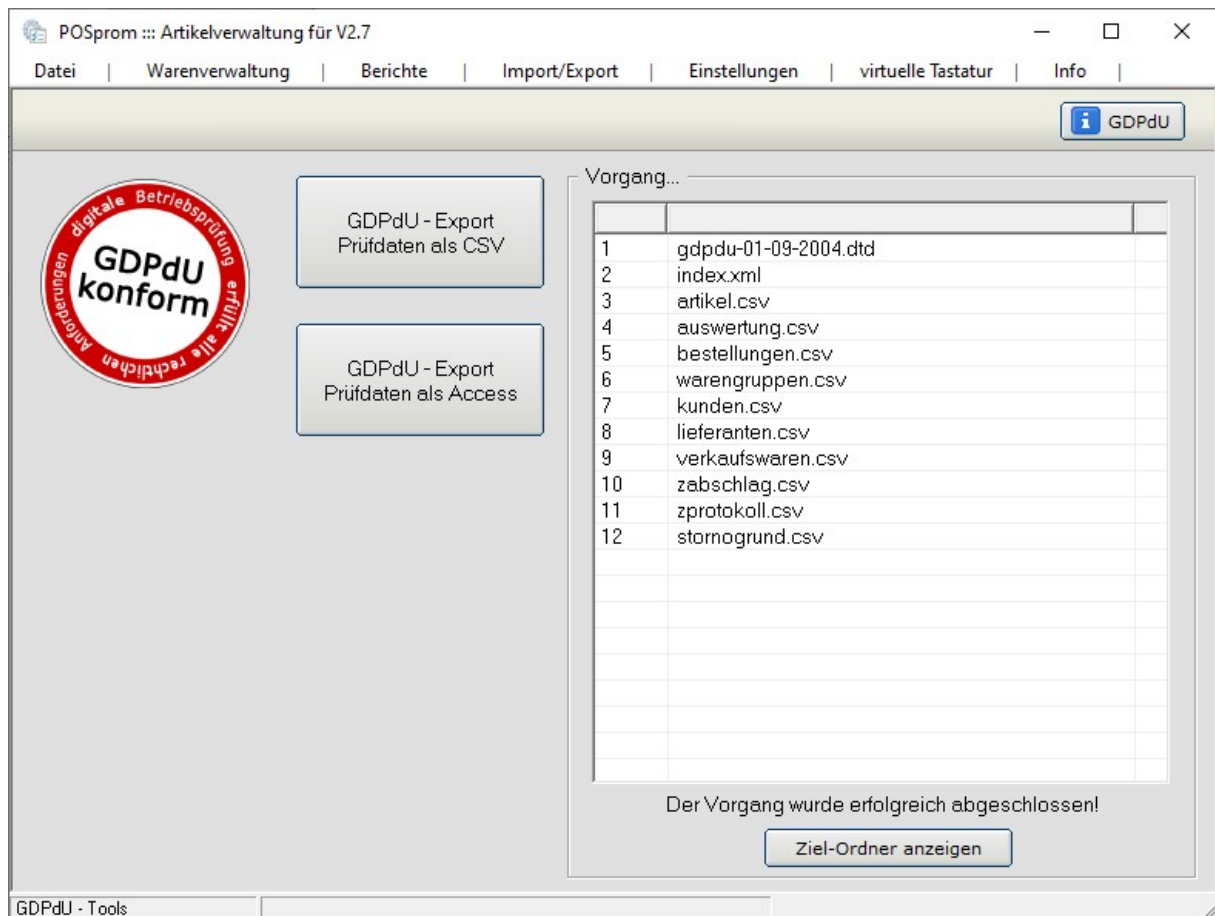 POSprom ::: Artikelverwaltung für V2.7
Datei | Warenverwaltung | Berichte | Import/Export | Einstellungen | virtuelle Tastatur | Info |
i GDPdU
digitale Betriebsprüfung erfülle alle rechtlichen Anforderungen
GDPdU
konform
GDPdU - Export
Prüfdaten als CSV
GDPdU - Export
Prüfdaten als Access
Vorgang...
1 gdpdu-01-09-2004.dtd
2 index.xml
3 artikel.csv
4 auswertung.csv
5 bestellungen.csv
6 warengruppen.csv
7 kunden.csv
8 lieferanten.csv
9 verkaufswaren.csv
10 zabschlag.csv
11 zprotokoll.csv
12 stornogrund.csv
Der Vorgang wurde erfolgreich abgeschlossen!
Ziel-Ordner anzeigen
GDPdU - Tools